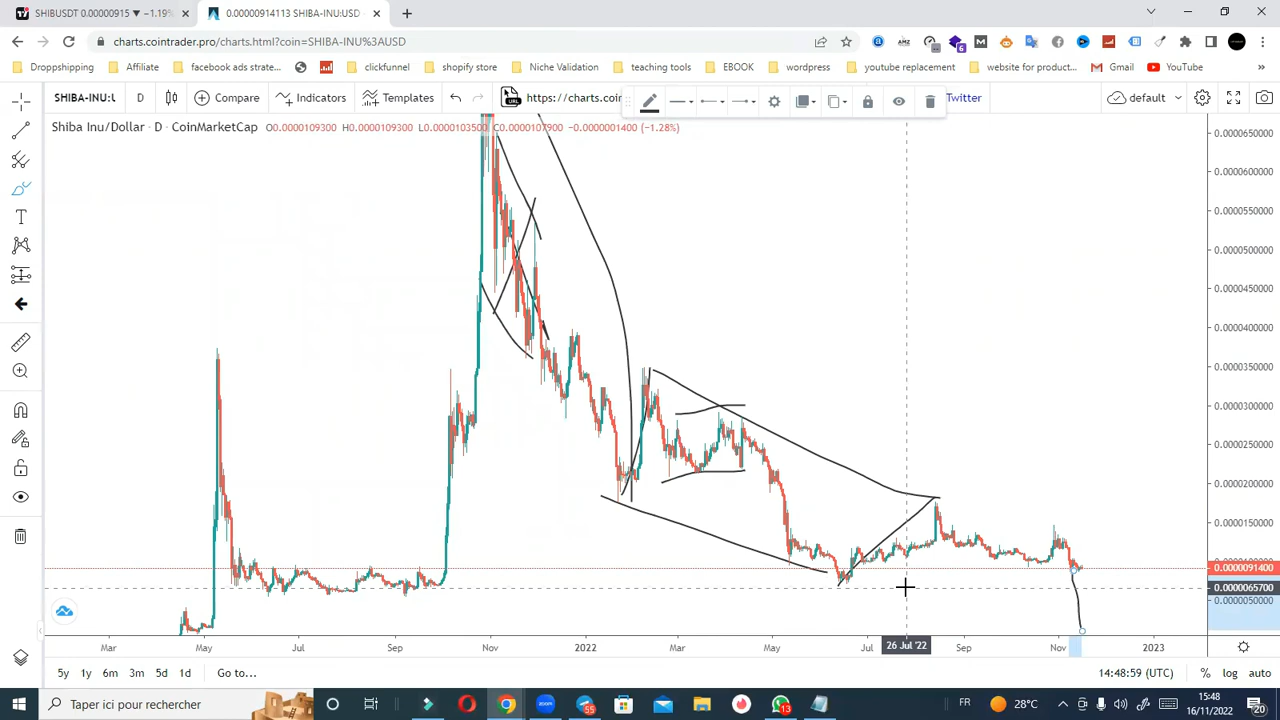 SHIBUSDT 0.00000915 ▼ −1.19%
0.00000914113 SHIBA-INU:USD
charts.cointrader.pro/charts.html?coin=SHIBA-INU%3AUSD
Dropphshipping
Affiliate
facebook ads strate...
clickfunnel
shopify store
Niche Validation
teaching tools
EBOOK
wordpress
youtube replacement
website for product...
Gmail
YouTube
SHIBA-INU:U
D
Compare
Indicators
Templates
URL
https://charts.coin
Twitter
default
Shiba Inu/Dollar · D · CoinMarketCap O0.0000109300 H0.0000109300 L0.0000103500 C0.0000107900 −0.0000001400 (−1.28%)
0.0000650000
0.0000600000
0.0000550000
0.0000500000
0.0000450000
0.0000400000
0.0000350000
0.0000300000
0.0000250000
0.0000200000
0.0000150000
0.0000091400
0.0000065700
0.0000050000
Mar May Jul Sep Nov 2022 Mar May Jul 26 Jul '22 Sep Nov 2023
5y 1y 6m 3m 5d 1d Go to...
14:48:59 (UTC) % log auto
Taper ici pour rechercher
55
13
FR
28°C
15:48
16/11/2022
20